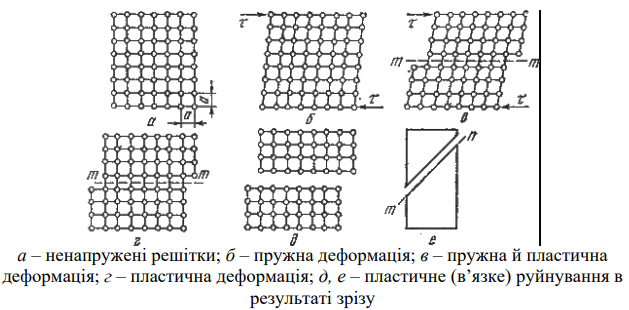 τ
τ
m m
a
a
а
τ
б
τ
в
m m
n
m
г
д
е
а – ненапружені решітки; б – пружна деформація; в – пружна й пластична
деформація; г – пластична деформація; д, е – пластичне (в’язке) руйнування в
результаті зрізу